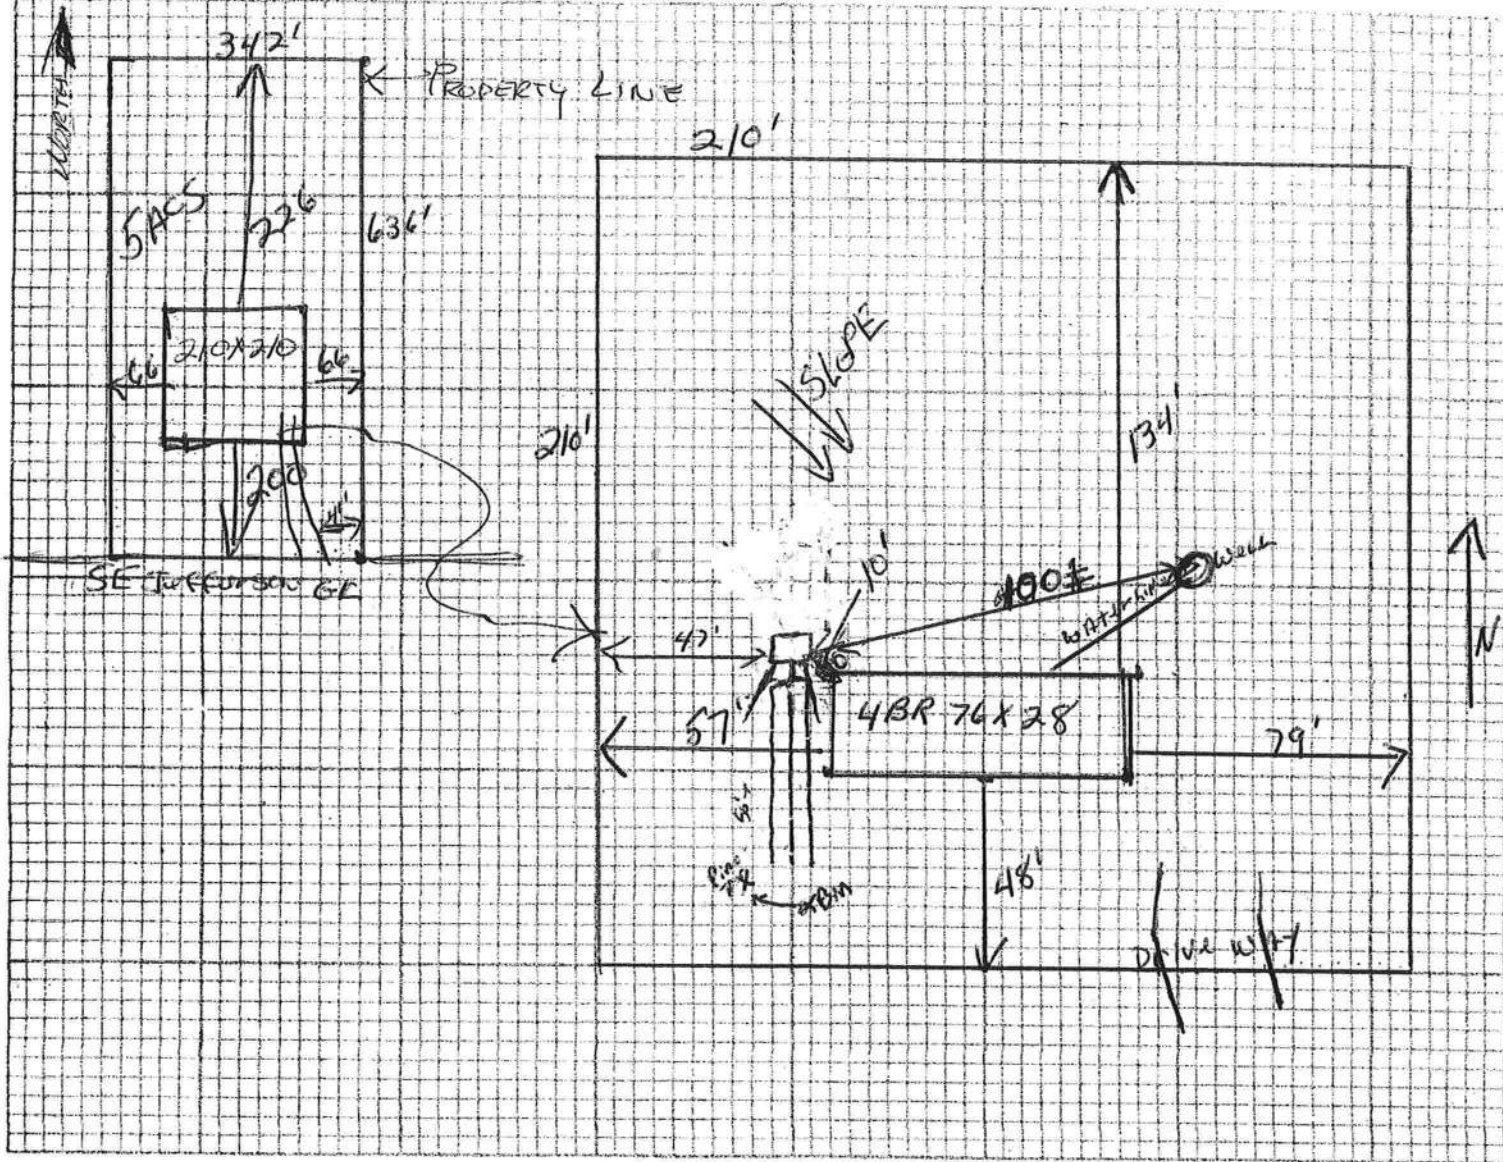 NORTH
342'
PROPERTY LINE
5ACS
226
636'
210X210
66
66
200
SE JEFFERSON
210'
210'
SLOPE
134'
10'
100±
WELL
WATER LINE
47'
57'
4BR 76X28
79'
48'
BM
DRIVE WAY
N